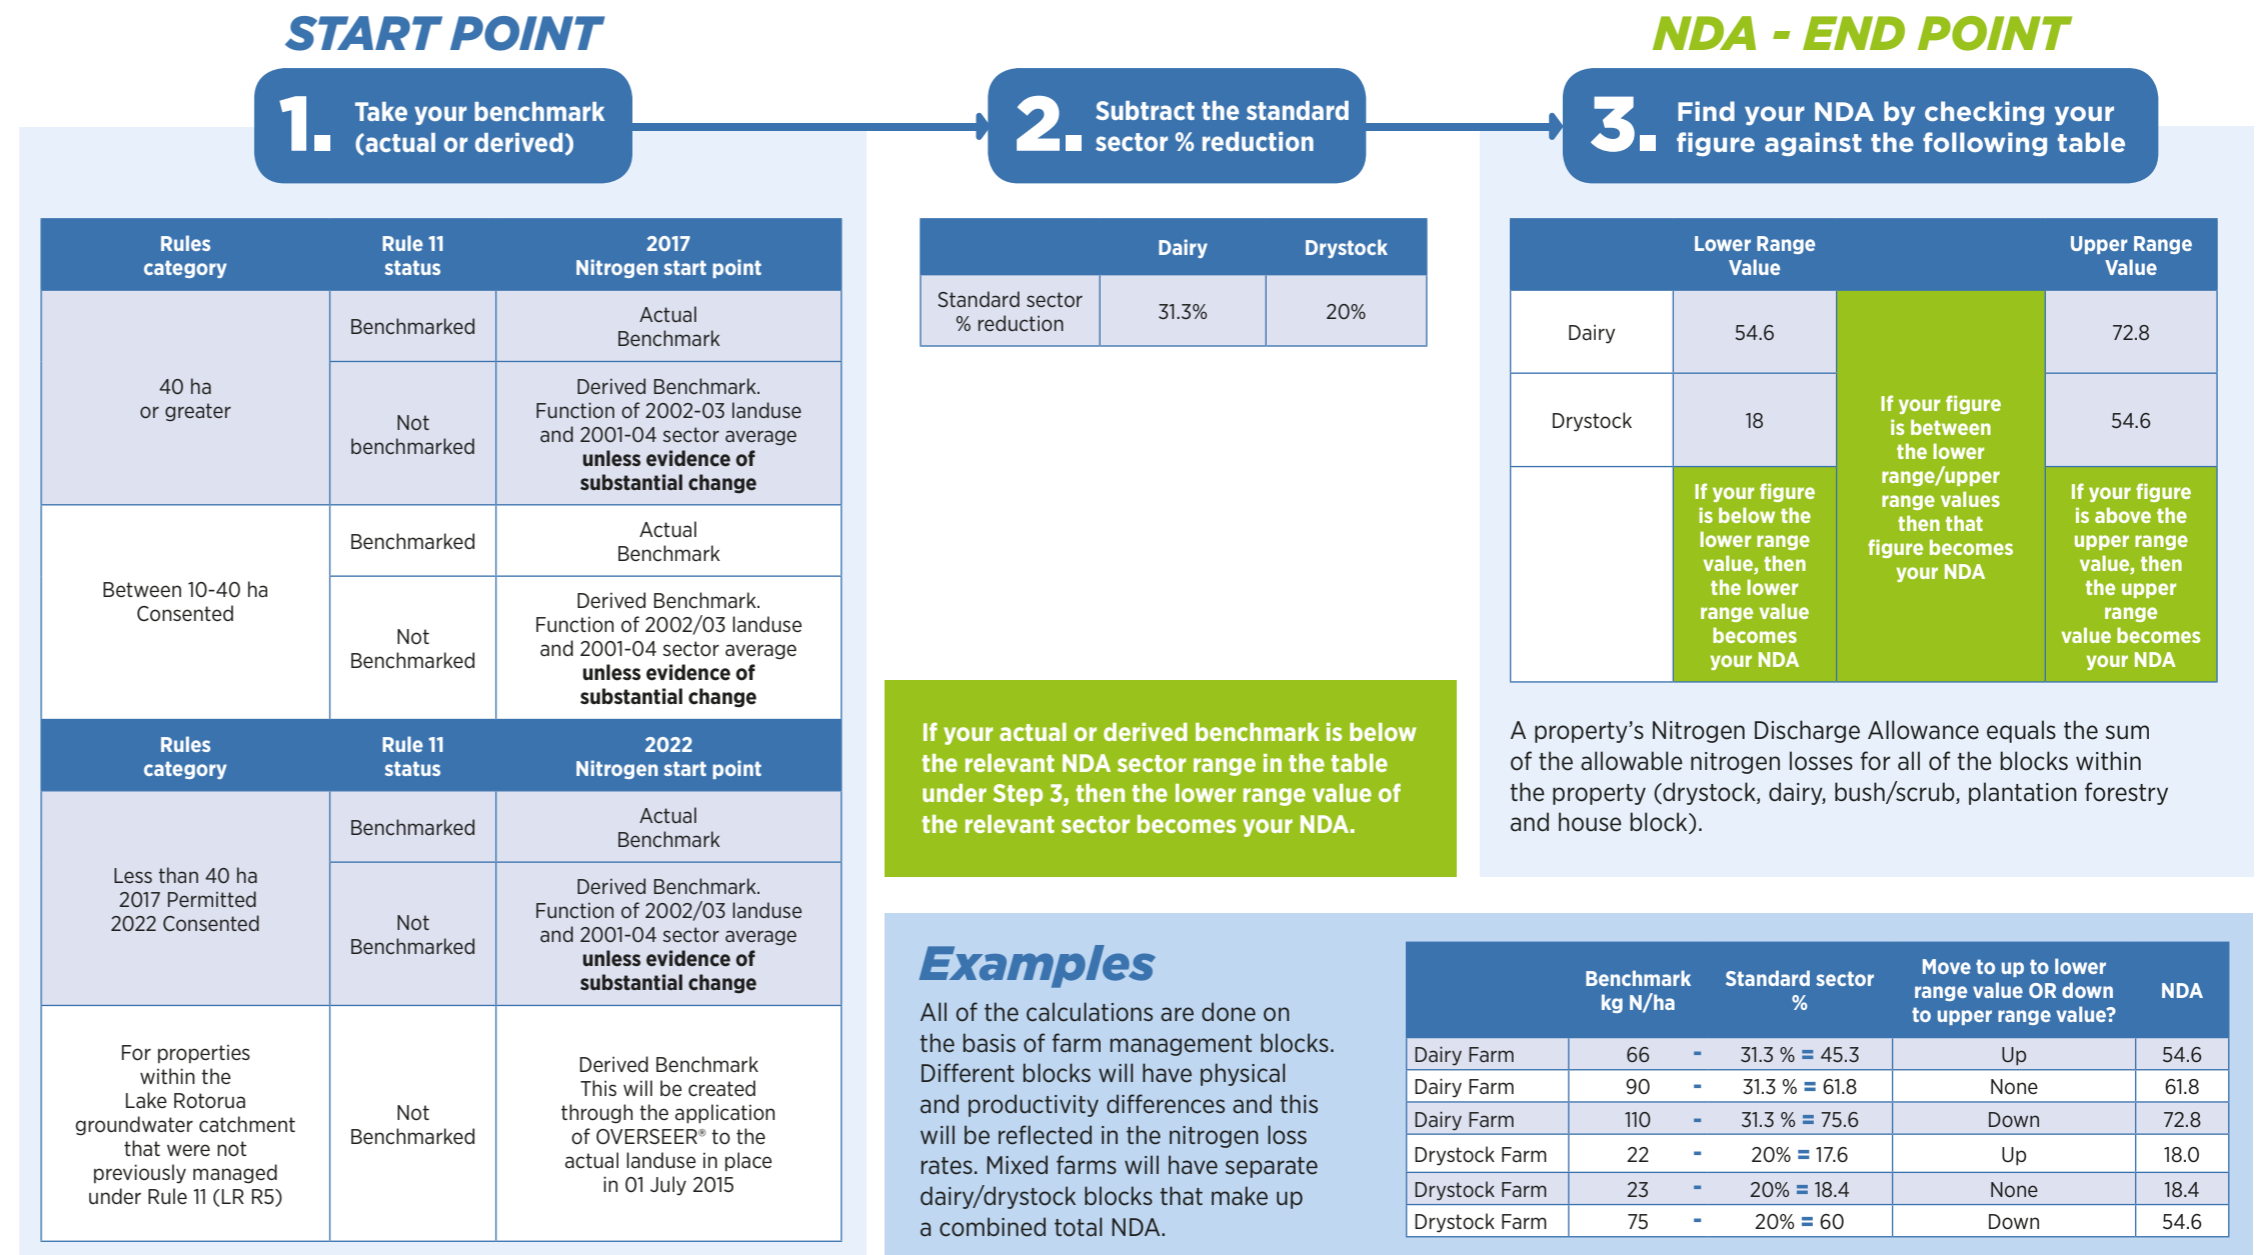 START POINT
NDA - END POINT
1. Take your benchmark
(actual or derived)
2. Subtract the standard
sector % reduction
3. Find your NDA by checking your
figure against the following table
Rules
category
Rule 11
status
2017
Nitrogen start point
40 ha
or greater
Benchmarked
Actual
Benchmark
Not
benchmarked
Derived Benchmark.
Function of 2002-03 landuse
and 2001-04 sector average
unless evidence of
substantial change
Between 10-40 ha
Consented
Benchmarked
Actual
Benchmark
Not
Benchmarked
Derived Benchmark.
Function of 2002/03 landuse
and 2001-04 sector average
unless evidence of
substantial change
Rules
category
Rule 11
status
2022
Nitrogen start point
Less than 40 ha
2017 Permitted
2022 Consented
Benchmarked
Actual
Benchmark
Not
Benchmarked
Derived Benchmark.
Function of 2002/03 landuse
and 2001-04 sector average
unless evidence of
substantial change
For properties
within the
Lake Rotorua
groundwater catchment
that were not
previously managed
under Rule 11 (LR R5)
Not
Benchmarked
Derived Benchmark
This will be created
through the application
of OVERSEER® to the
actual landuse in place
in 01 July 2015
Dairy Drystock
Standard sector
% reduction
31.3% 20%
If your actual or derived benchmark is below
the relevant NDA sector range in the table
under Step 3, then the lower range value of
the relevant sector becomes your NDA.
Lower Range
Value
Upper Range
Value
Dairy 54.6 72.8
Drystock 18 54.6
If your figure
is below the
lower range
value, then
the lower
range value
becomes
your NDA
If your figure
is between
the lower
range/upper
range values
then that
figure becomes
your NDA
If your figure
is above the
upper range
value, then
the upper
range
value becomes
your NDA
A property's Nitrogen Discharge Allowance equals the sum
of the allowable nitrogen losses for all of the blocks within
the property (drystock, dairy, bush/scrub, plantation forestry
and house block).
Examples
All of the calculations are done on
the basis of farm management blocks.
Different blocks will have physical
and productivity differences and this
will be reflected in the nitrogen loss
rates. Mixed farms will have separate
dairy/drystock blocks that make up
a combined total NDA.
Benchmark
kg N/ha
Standard sector
%
Move to up to lower
range value OR down
to upper range value?
NDA
Dairy Farm 66 - 31.3 % = 45.3 Up 54.6
Dairy Farm 90 - 31.3 % = 61.8 None 61.8
Dairy Farm 110 - 31.3 % = 75.6 Down 72.8
Drystock Farm 22 - 20% = 17.6 Up 18.0
Drystock Farm 23 - 20% = 18.4 None 18.4
Drystock Farm 75 - 20% = 60 Down 54.6